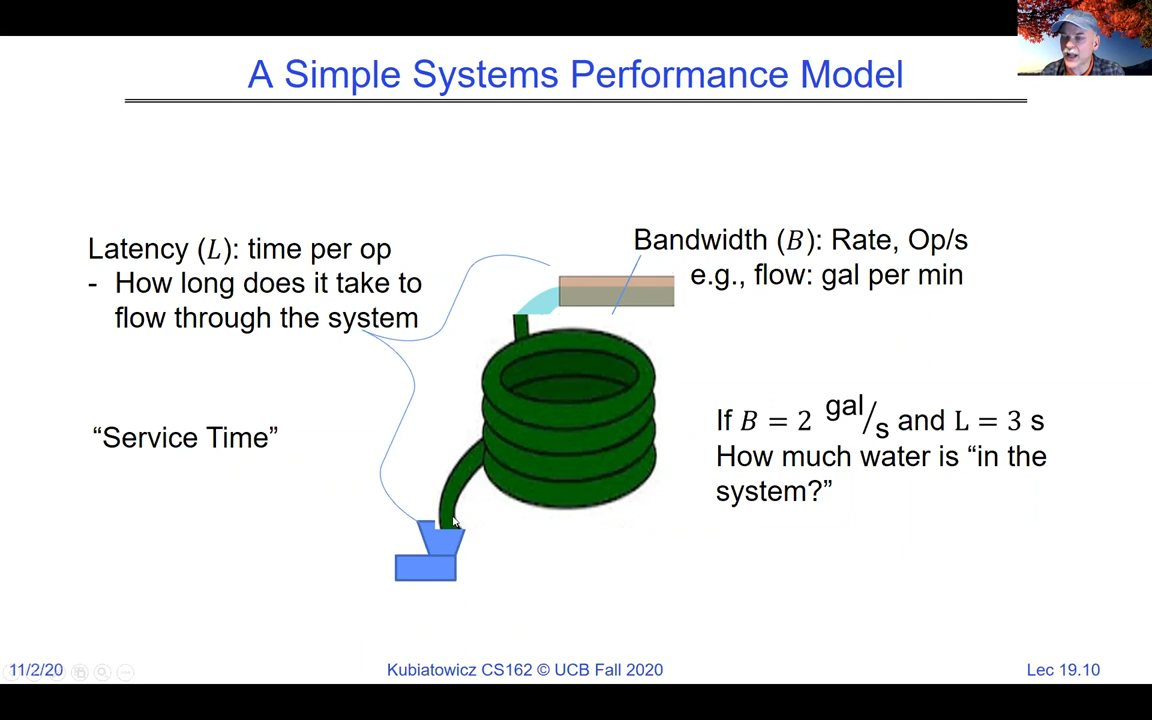 A Simple Systems Performance Model
Latency (L): time per op
- How long does it take to
flow through the system
“Service Time”
Bandwidth (B): Rate, Op/s
e.g., flow: gal per min
If B = 2 gal/s and L = 3 s
How much water is “in the
system?”
11/2/20
Kubiatowicz CS162 © UCB Fall 2020
Lec 19.10